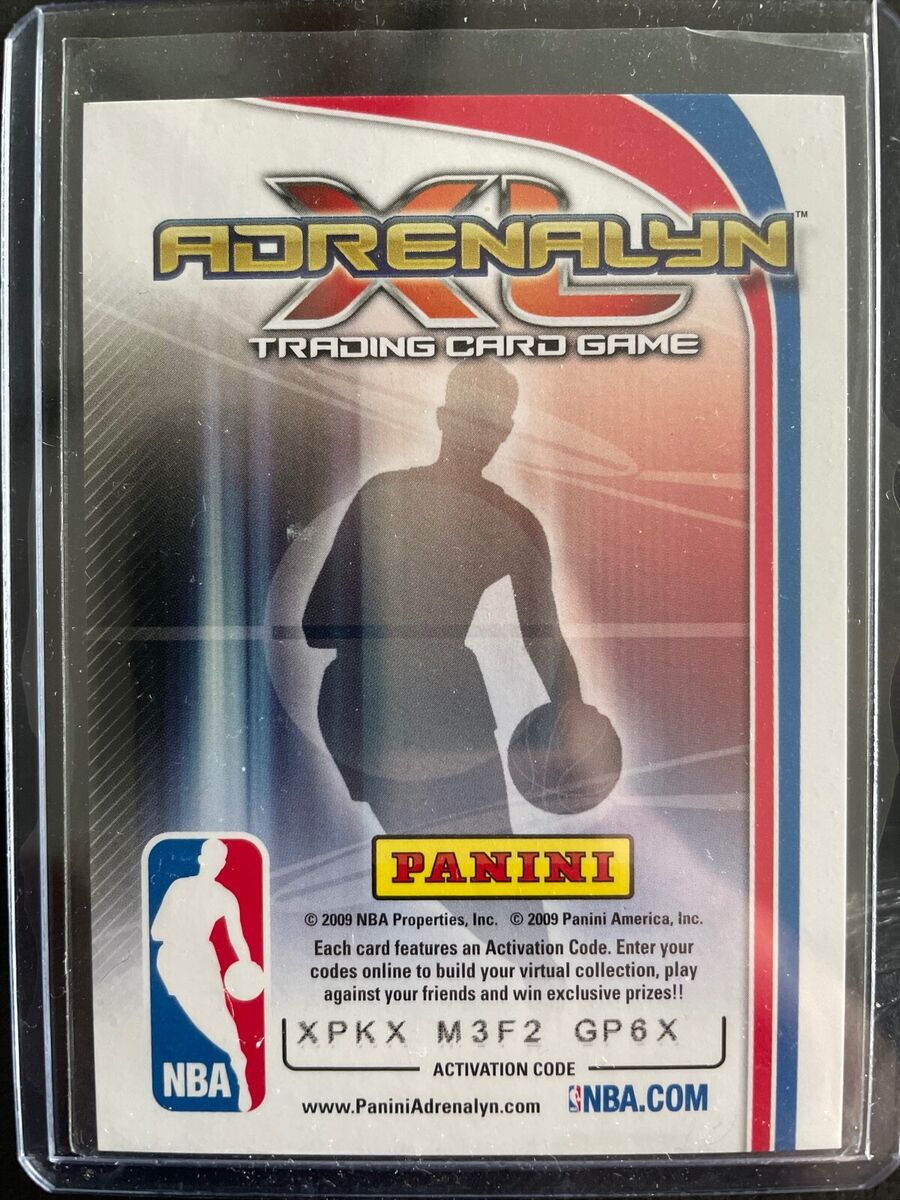 XL
ADRENALYN™
TRADING CARD GAME
PANINI
© 2009 NBA Properties, Inc. © 2009 Panini America, Inc.
Each card features an Activation Code. Enter your
codes online to build your virtual collection, play
against your friends and win exclusive prizes!!
XPKX M3F2 GP6X
ACTIVATION CODE
NBA
www.PaniniAdrenalyn.com NBA.COM